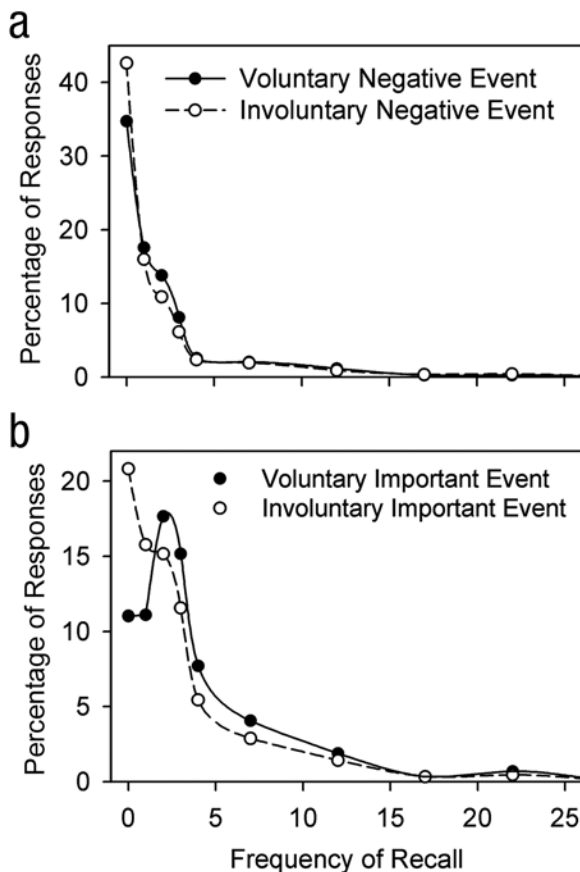 a
Percentage of Responses
40
30
20
10
0
Voluntary Negative Event
Involuntary Negative Event
b
Percentage of Responses
20
15
10
5
0
Voluntary Important Event
Involuntary Important Event
0 5 10 15 20 25
Frequency of Recall